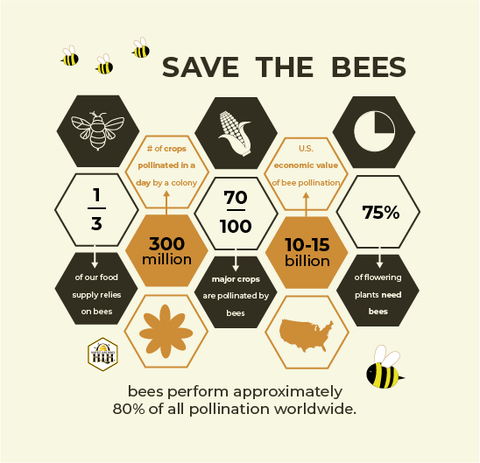 SAVE THE BEES
# of crops
pollinated in a
day by a colony
U.S.
economic value
of bee pollination
1
3
300
million
70
100
10-15
billion
75%
of our food
supply relies
on bees
major crops
are pollinated by
bees
of flowering
plants need
bees
bees perform approximately
80% of all pollination worldwide.